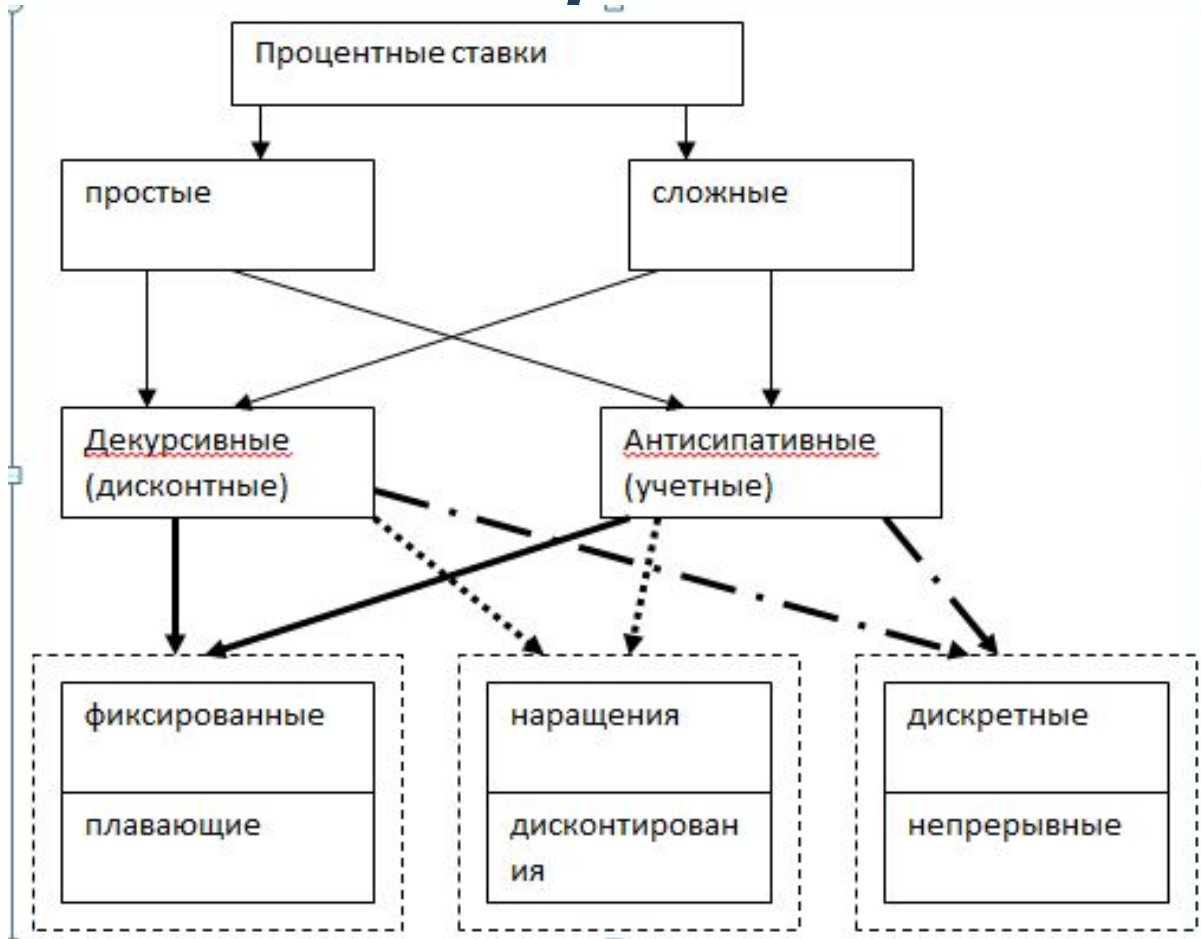 Процентные ставки
простые
сложные
Декурсивные
(дисконтные)
Антисипативные
(учетные)
фиксированные
наращения
дискретные
плавающие
дисконтирован
ия
непрерывные